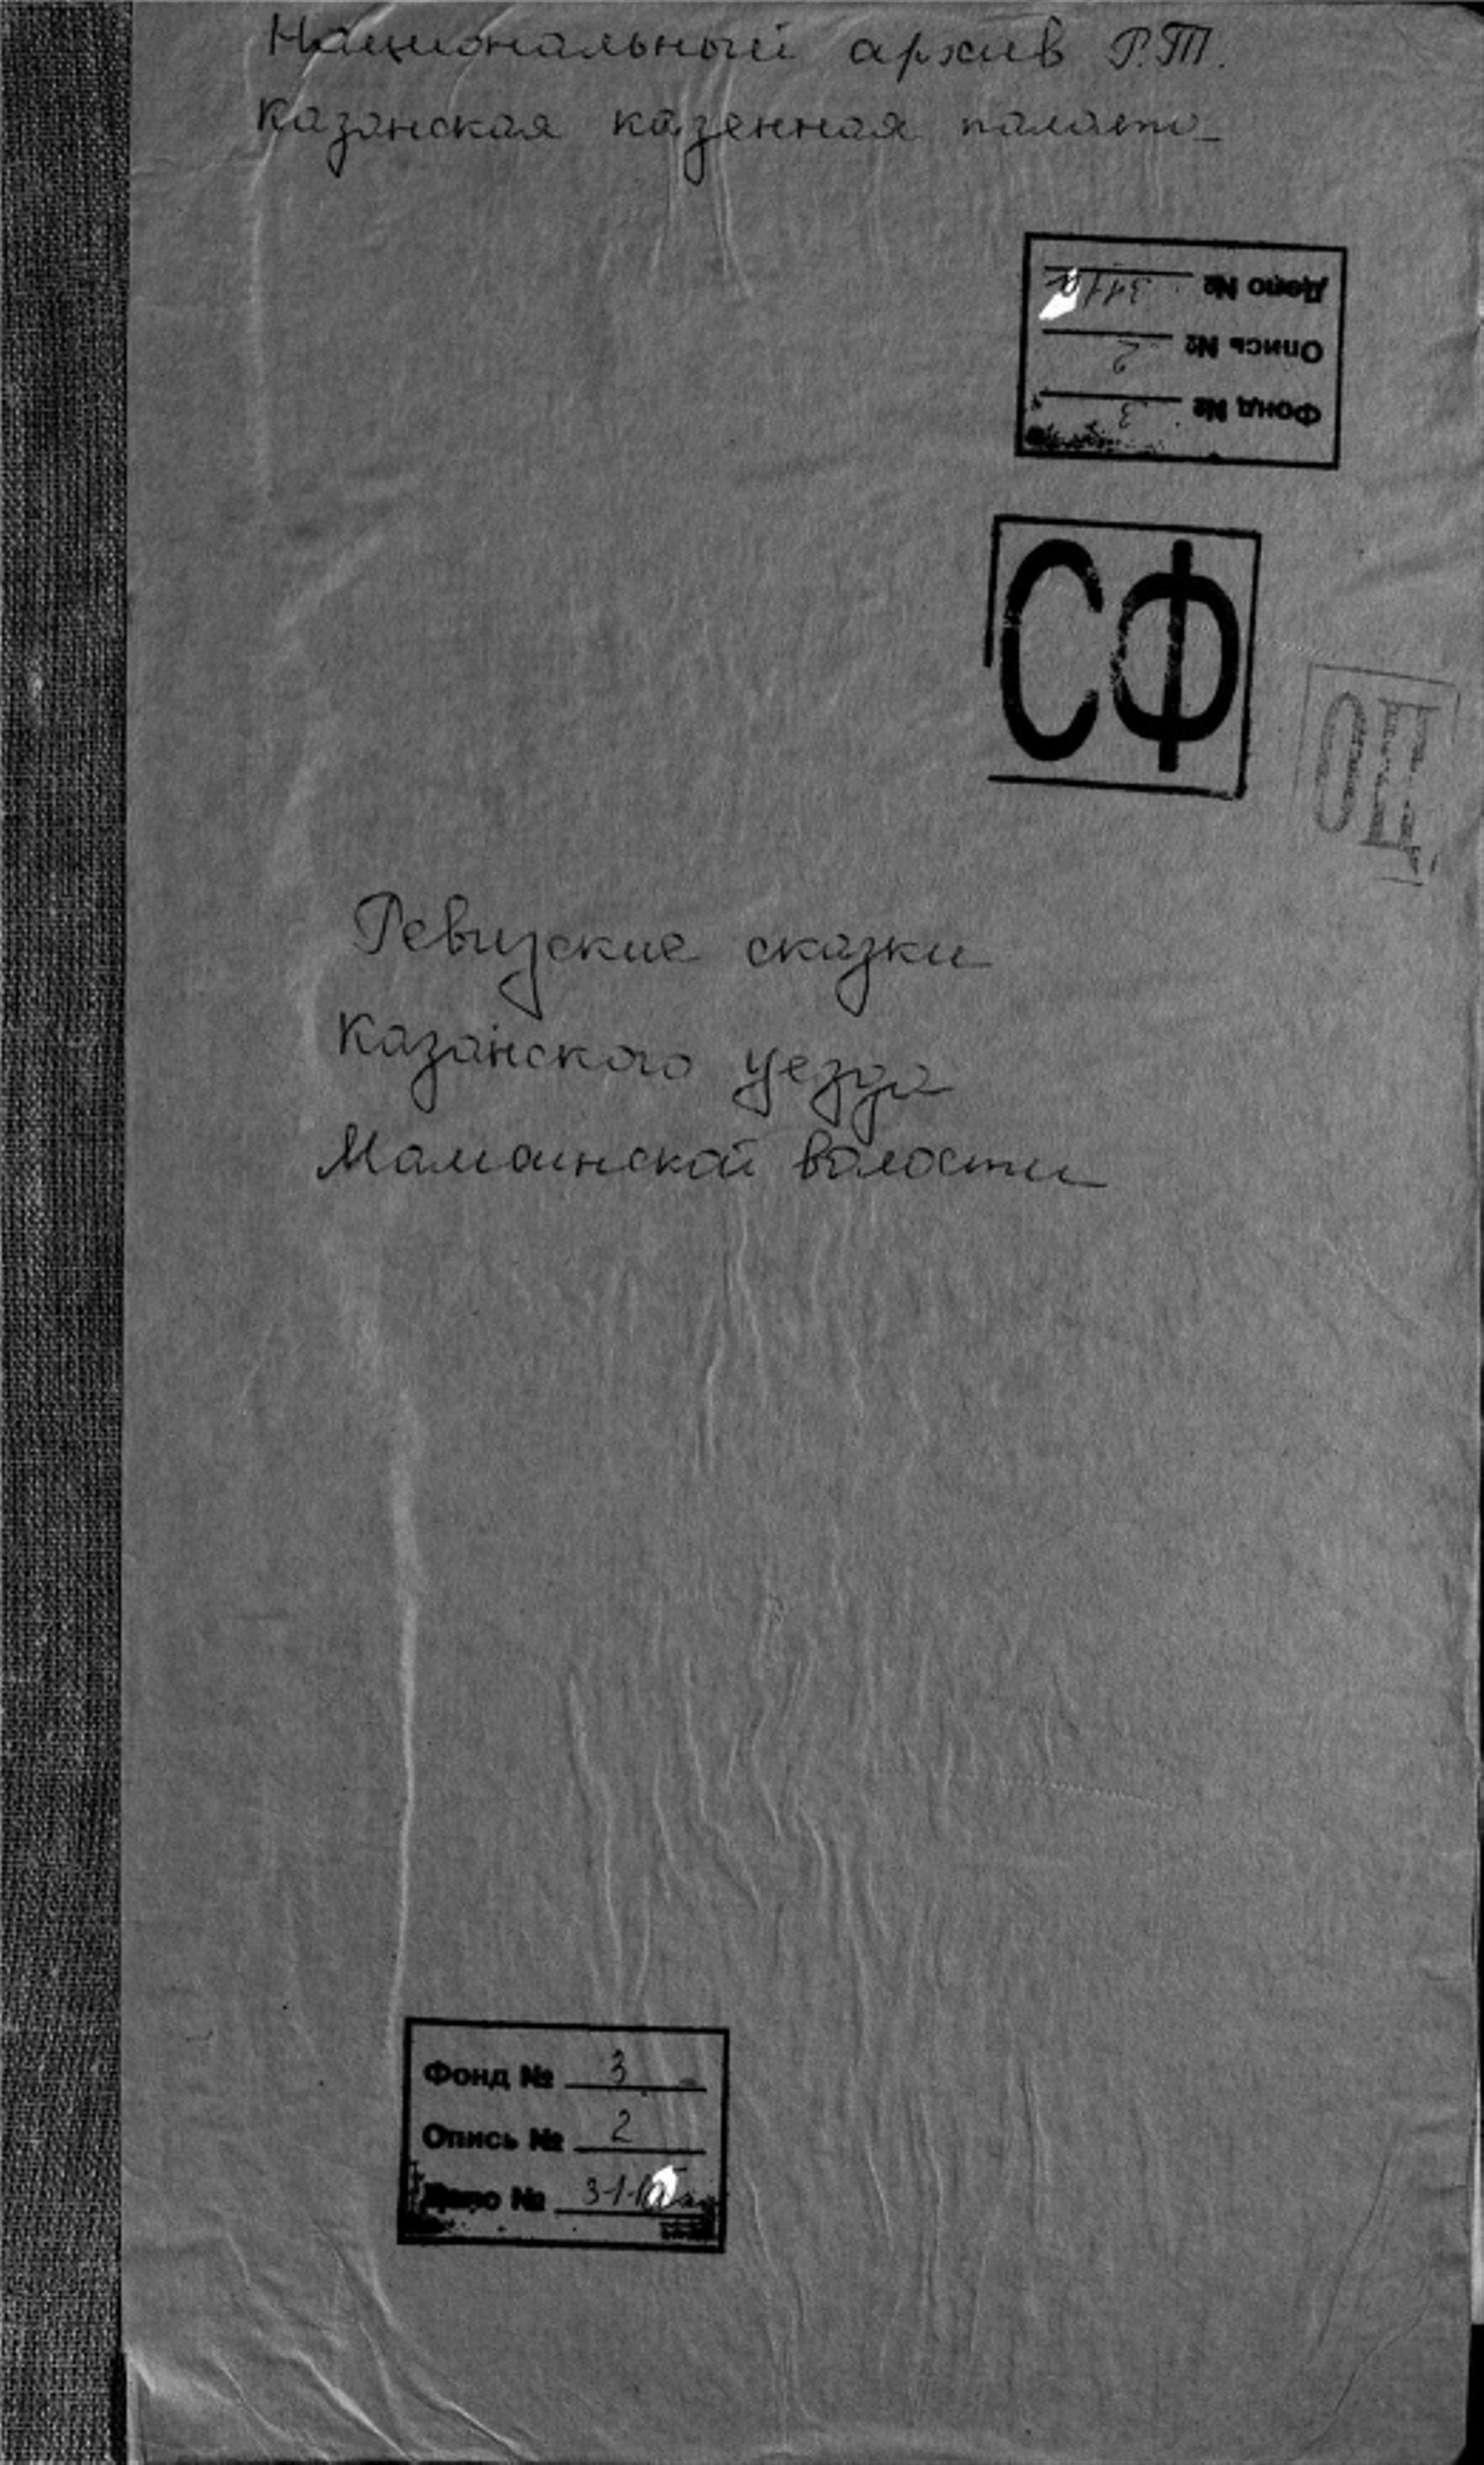 Национальный архив Р.Т.
Казанская казенная палата
Дело №
Опись № 2
Фонд № 3
СФ
ОЦ
Ревизские сказки
Казанского уезда
Мамаинской волости
Фонд № 3
Опись № 2
Дело №